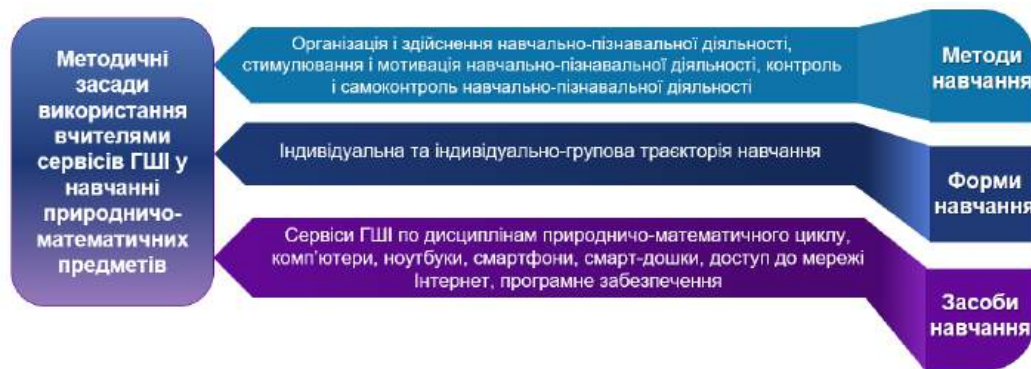 Методичні
засади
використання
вчителями
сервісів ГШІ у
навчанні
природничо-
математичних
предметів
Організація і здійснення навчально-пізнавальної діяльності,
стимулювання і мотивація навчально-пізнавальної діяльності, контроль
і самоконтроль навчально-пізнавальної діяльності
Методи
навчання
Індивідуальна та індивідуально-групова траєкторія навчання
Форми
навчання
Сервіси ГШІ по дисциплінам природничо-математичного циклу,
комп'ютери, ноутбуки, смартфони, смарт-дошки, доступ до мережі
Інтернет, програмне забезпечення
Засоби
навчання